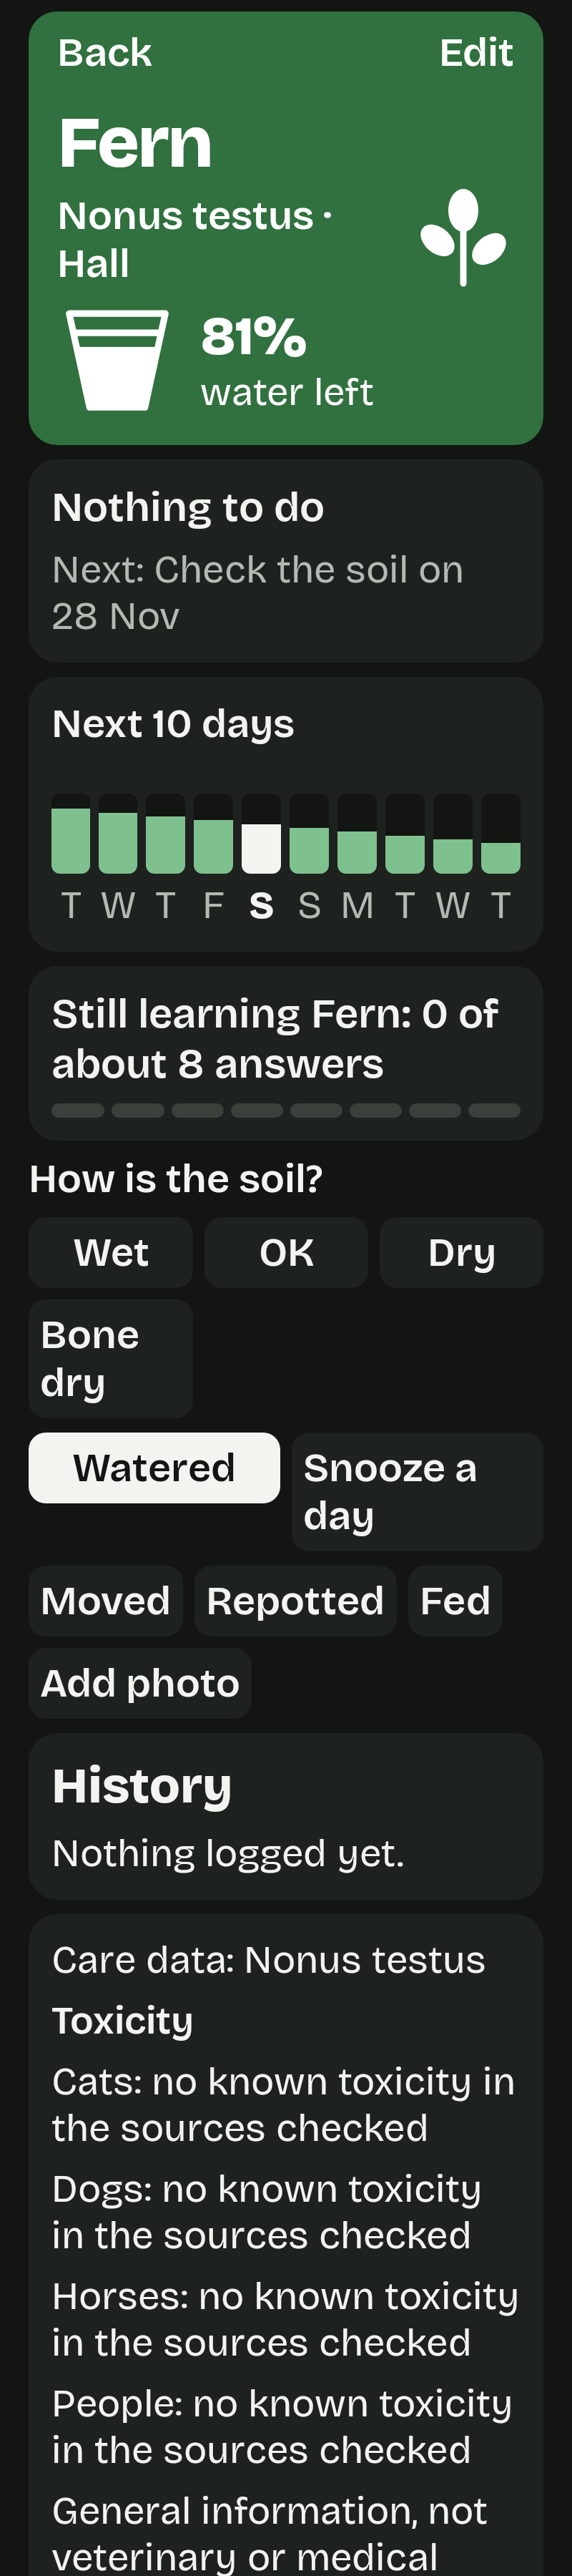 Back
Edit
Fern
Nonus testus ·
Hall
81%
water left
Nothing to do
Next: Check the soil on
28 Nov
Next 10 days
T W T F S S M T W T
Still learning Fern: 0 of
about 8 answers
How is the soil?
Wet
OK
Dry
Bone
dry
Watered
Snooze a
day
Moved
Repotted
Fed
Add photo
History
Nothing logged yet.
Care data: Nonus testus
Toxicity
Cats: no known toxicity in
the sources checked
Dogs: no known toxicity
in the sources checked
Horses: no known toxicity
in the sources checked
People: no known toxicity
in the sources checked
General information, not
veterinary or medical